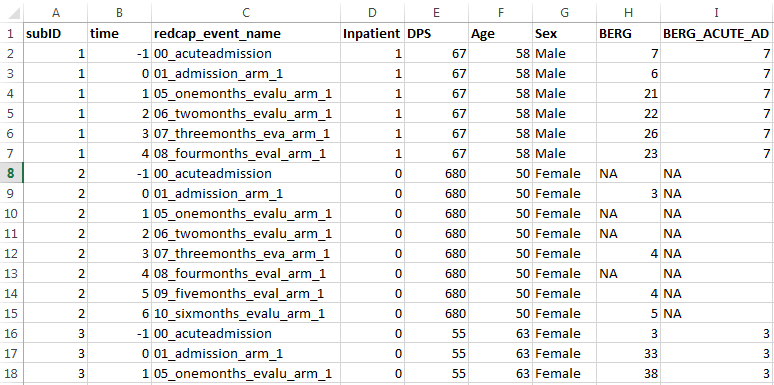 A B C D E F G H I
1 subID time redcap_event_name Inpatient DPS Age Sex BERG BERG_ACUTE_AD
2 1 -1 00_acuteadmission 1 67 58 Male 7 7
3 1 0 01_admission_arm_1 1 67 58 Male 6 7
4 1 1 05_onemonths_evalu_arm_1 1 67 58 Male 21 7
5 1 2 06_twomonths_evalu_arm_1 1 67 58 Male 22 7
6 1 3 07_threemonths_eva_arm_1 1 67 58 Male 26 7
7 1 4 08_fourmonths_eval_arm_1 1 67 58 Male 23 7
8 2 -1 00_acuteadmission 0 680 50 Female NA NA
9 2 0 01_admission_arm_1 0 680 50 Female 3 NA
10 2 1 05_onemonths_evalu_arm_1 0 680 50 Female NA NA
11 2 2 06_twomonths_evalu_arm_1 0 680 50 Female NA NA
12 2 3 07_threemonths_eva_arm_1 0 680 50 Female 4 NA
13 2 4 08_fourmonths_eval_arm_1 0 680 50 Female NA NA
14 2 5 09_fivemonths_eval_arm_1 0 680 50 Female 4 NA
15 2 6 10_sixmonths_evalu_arm_1 0 680 50 Female 5 NA
16 3 -1 00_acuteadmission 0 55 63 Female 3 3
17 3 0 01_admission_arm_1 0 55 63 Female 33 3
18 3 1 05_onemonths_evalu_arm_1 0 55 63 Female 38 3